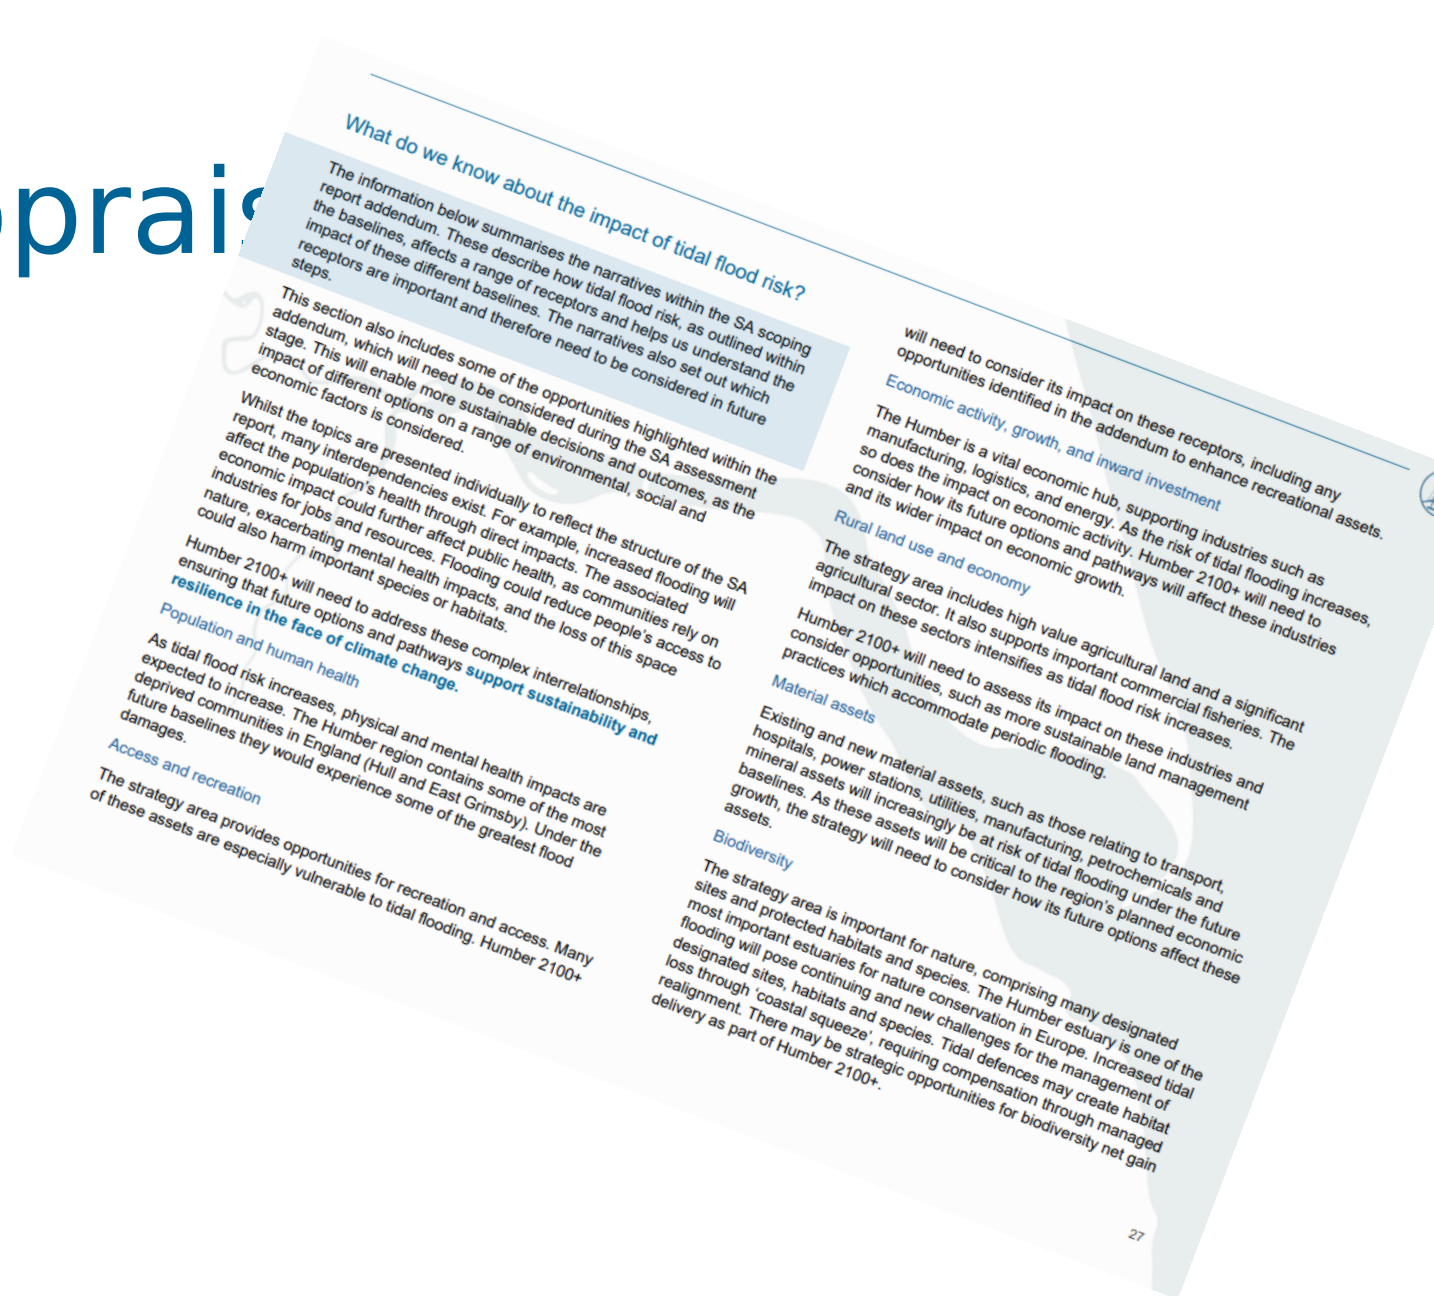 What do we know about the impact of tidal flood risk?
The information below summarises the narratives within the SA scoping
report addendum. These describe how tidal flood risk, as outlined within
the baselines, affects a range of receptors and helps us understand the
impact of these different baselines. The narratives also set out which
receptors are important and therefore need to be considered in future
steps.
This section also includes some of the opportunities highlighted within the
addendum, which will need to be considered during the SA assessment
stage. This will enable more sustainable decisions and outcomes, as the
impact of different options on a range of environmental, social and
economic factors is considered.
Whilst the topics are presented individually to reflect the structure of the SA
report, many interdependencies exist. For example, increased flooding will
affect the population's health through direct impacts. The associated
economic impact could further affect public health, as communities rely on
industries for jobs and resources. Flooding could reduce people's access to
nature, exacerbating mental health impacts, and the loss of this space
could also harm important species or habitats.
Humber 2100+ will need to address these complex interrelationships,
ensuring that future options and pathways support sustainability and
resilience in the face of climate change.
Population and human health
As tidal flood risk increases, physical and mental health impacts are
expected to increase. The Humber region contains some of the most
deprived communities in England (Hull and East Grimsby). Under the
future baselines they would experience some of the greatest flood
damages.
Access and recreation
The strategy area provides opportunities for recreation and access. Many
of these assets are especially vulnerable to tidal flooding. Humber 2100+
will need to consider its impact on these receptors, including any
opportunities identified in the addendum to enhance recreational assets.
Economic activity, growth, and inward investment
The Humber is a vital economic hub, supporting industries such as
manufacturing, logistics, and energy. As the risk of tidal flooding increases,
so does the impact on economic activity. Humber 2100+ will need to
consider how its future options and pathways will affect these industries
and its wider impact on economic growth.
Rural land use and economy
The strategy area includes high value agricultural land and a significant
agricultural sector. It also supports important commercial fisheries. The
impact on these sectors intensifies as tidal flood risk increases.
Humber 2100+ will need to assess its impact on these industries and
consider opportunities, such as more sustainable land management
practices which accommodate periodic flooding.
Material assets
Existing and new material assets, such as those relating to transport,
hospitals, power stations, utilities, manufacturing, petrochemicals and
mineral assets will increasingly be at risk of tidal flooding under the future
baselines. As these assets will be critical to the region's planned economic
growth, the strategy will need to consider how its future options affect these
assets.
Biodiversity
The strategy area is important for nature, comprising many designated
sites and protected habitats and species. The Humber estuary is one of the
most important estuaries for nature conservation in Europe. Increased tidal
flooding will pose continuing and new challenges for the management of
designated sites, habitats and species. Tidal defences may create habitat
loss through 'coastal squeeze', requiring compensation through managed
realignment. There may be strategic opportunities for biodiversity net gain
delivery as part of Humber 2100+.
27